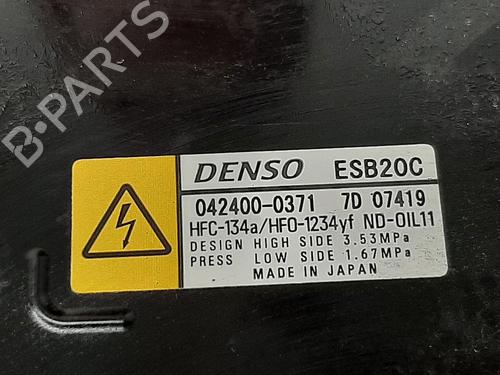 B-PARTS
DENSO ESB20C
042400-0371 7D 07419
HFC-134a/HFO-1234yf ND-OIL11
DESIGN HIGH SIDE 3.53MPa
PRESS LOW SIDE 1.67MPa
MADE IN JAPAN